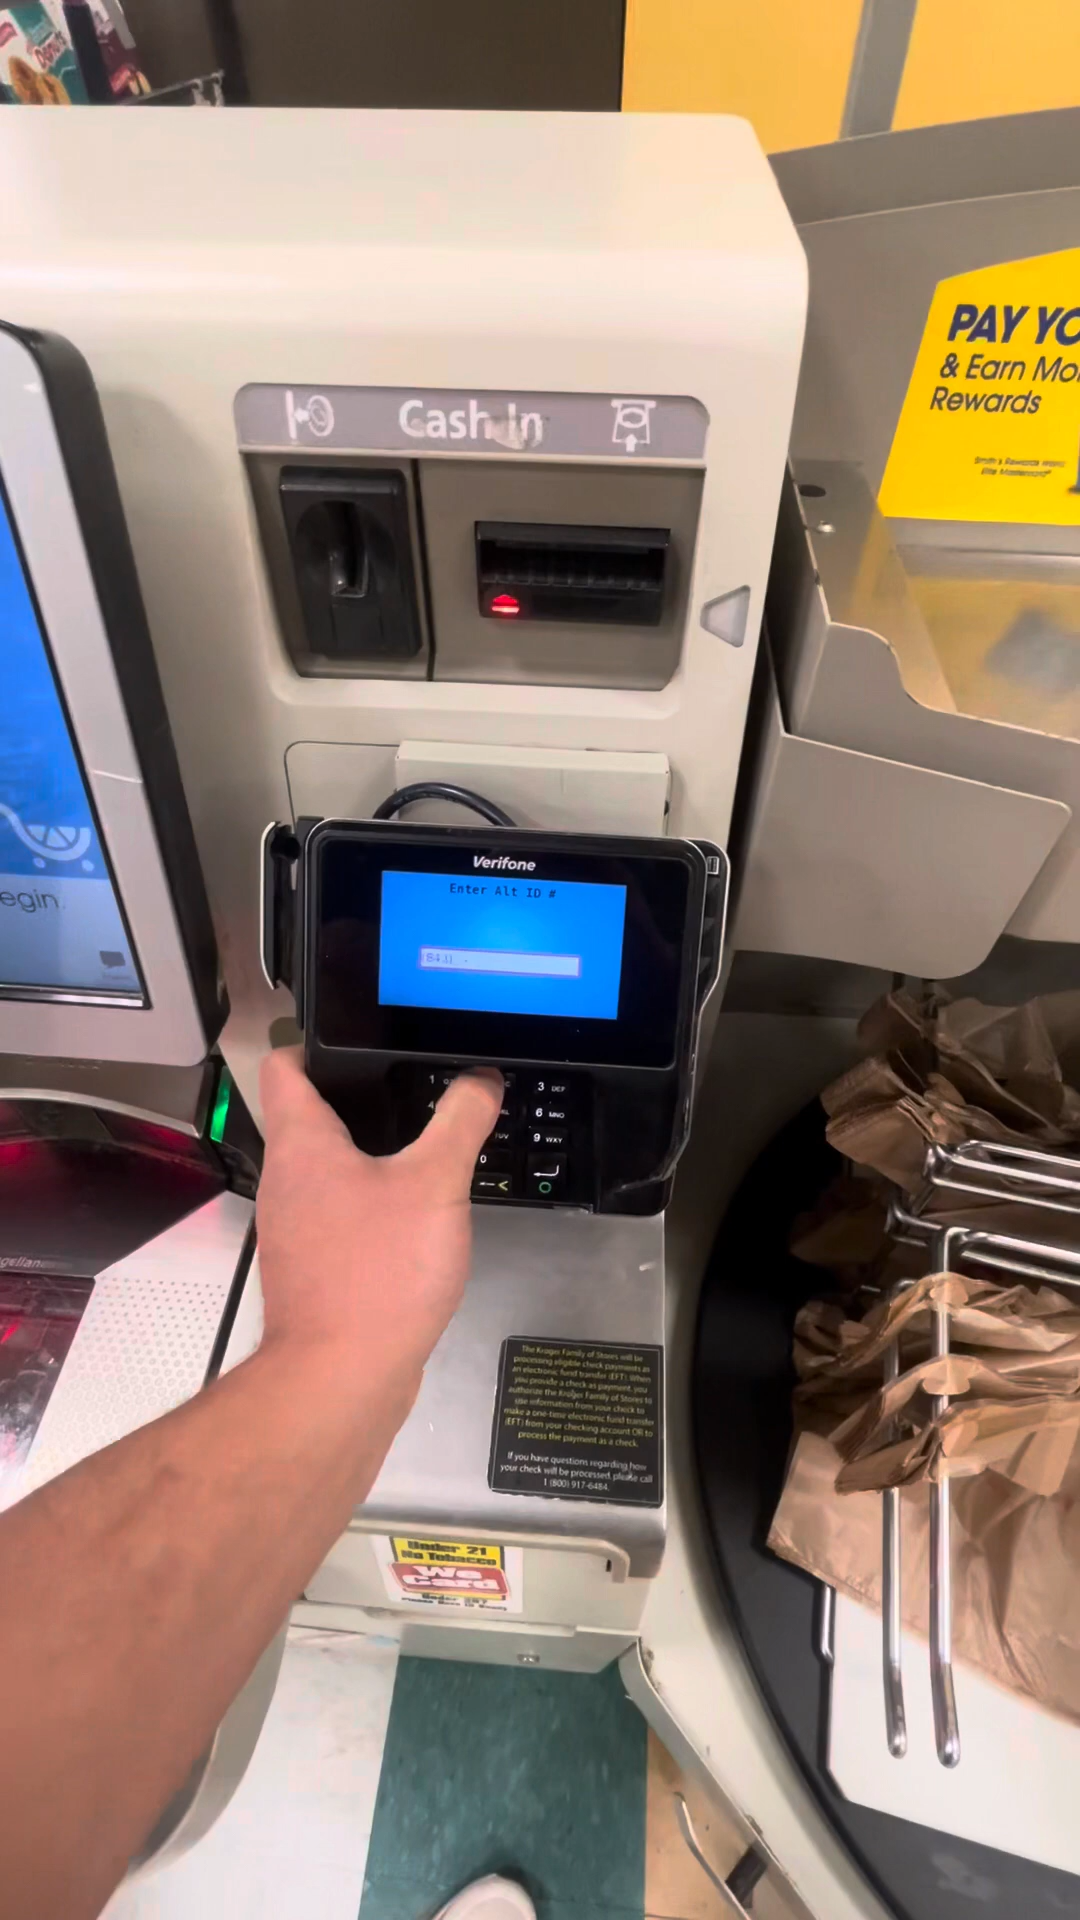 Donuts
PAY YO
& Earn Mo
Rewards
Cash In
Verifone
Enter Alt ID #
egin
1
3 DEF
4
6 MNO
TUV
9 WXY
0
The Kroger Family of Stores will be
processing eligible check payments as
an electronic fund transfer (EFT). When
you provide a check as payment, you
authorize the Kroger Family of Stores to
use information from your check to
make a one-time electronic fund transfer
(EFT) from your checking account OR to
process the payment as a check.
If you have questions regarding how
your check will be processed, please call
1 (800) 917-6484.
Under 21
No Tobacco
We
Card